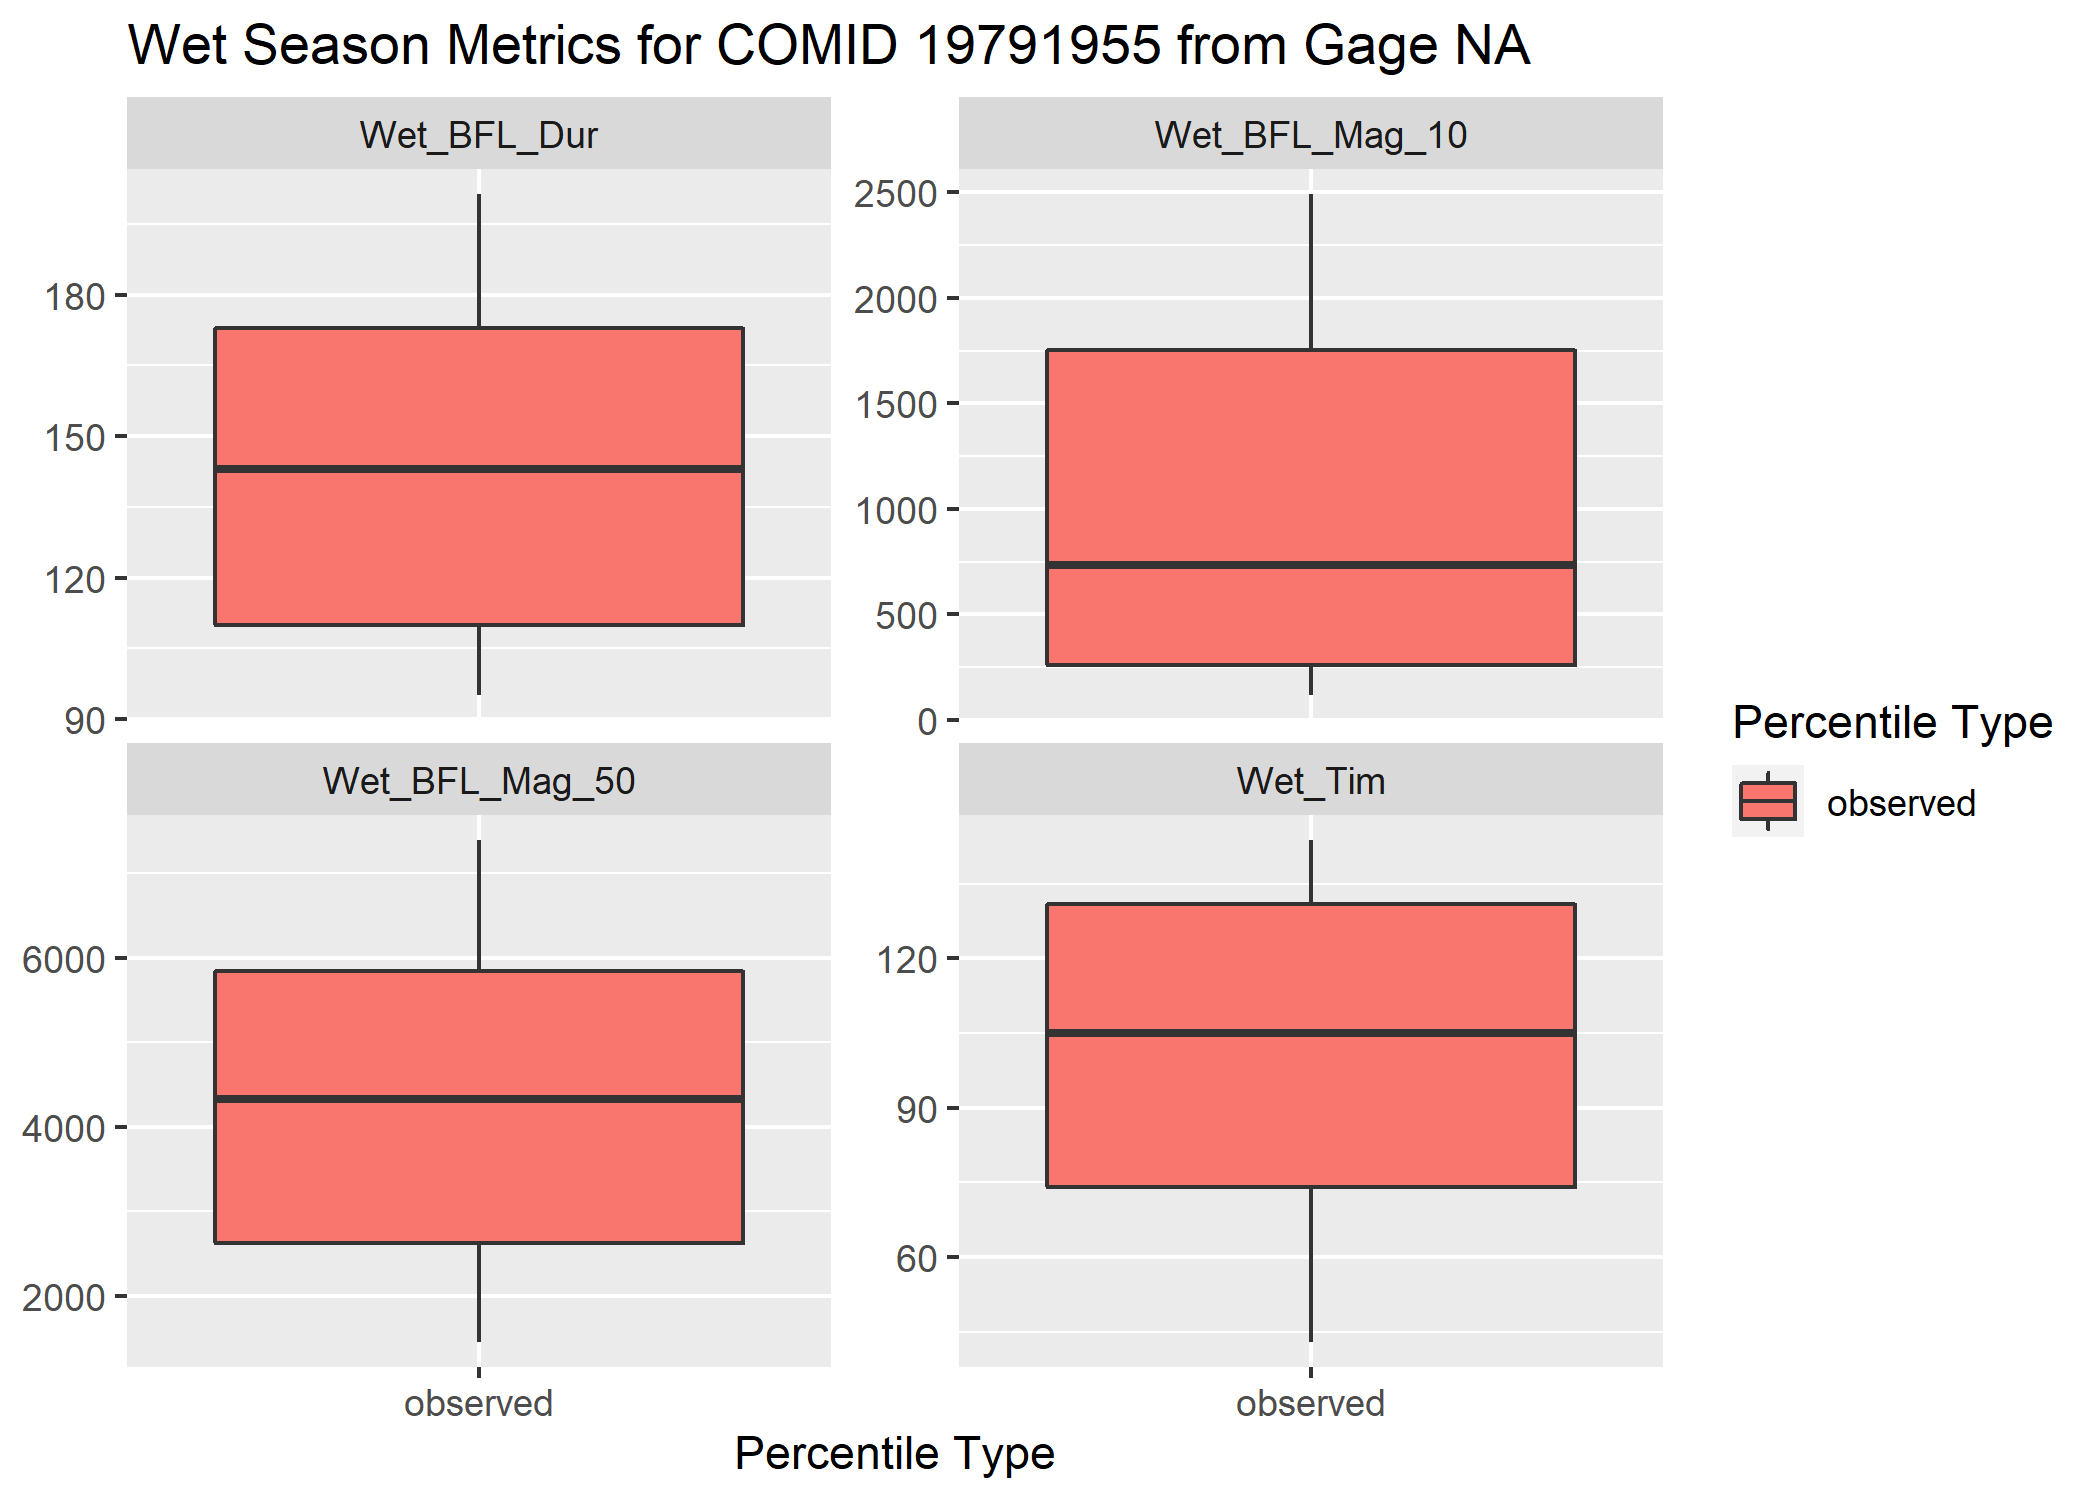 Wet Season Metrics for COMID 19791955 from Gage NA
Wet_BFL_Dur
180
150
120
90
Wet_BFL_Mag_10
2500
2000
1500
1000
500
0
Wet_BFL_Mag_50
6000
4000
2000
observed
Wet_Tim
120
90
60
observed
Percentile Type
Percentile Type
observed